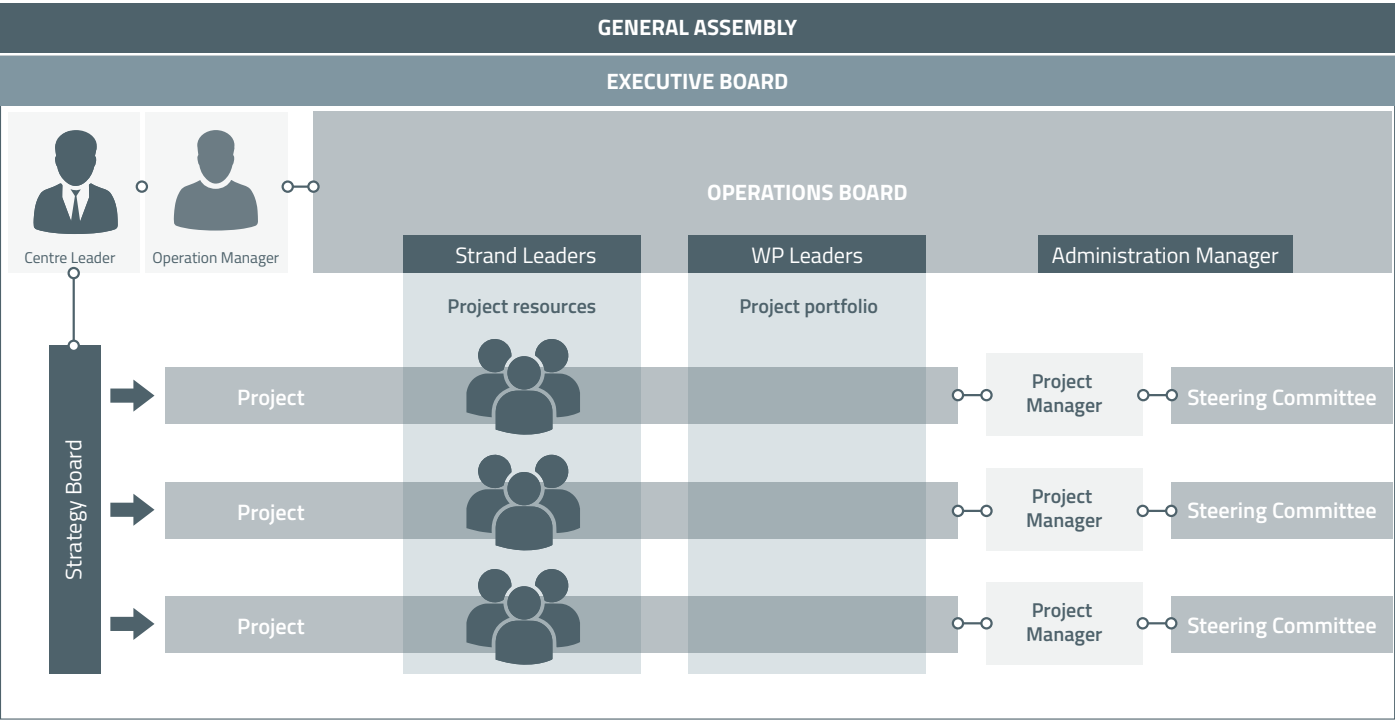 GENERAL ASSEMBLY
EXECUTIVE BOARD
OPERATIONS BOARD
Centre Leader
Operation Manager
Strand Leaders
WP Leaders
Administration Manager
Project resources
Project portfolio
Strategy Board
Project
Project
Manager
Steering Committee
Project
Project
Manager
Steering Committee
Project
Project
Manager
Steering Committee